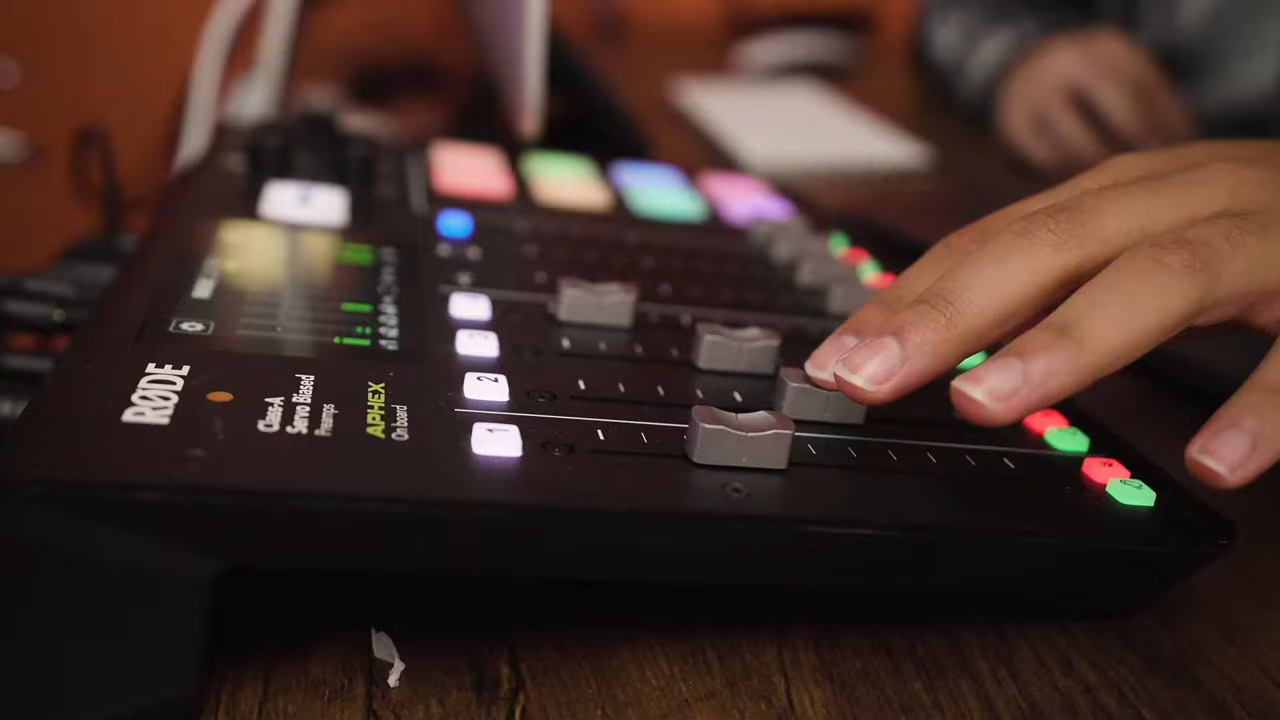 RØDE
Class-A
Servo Biased
Preamps
APHEX
On board
2
1